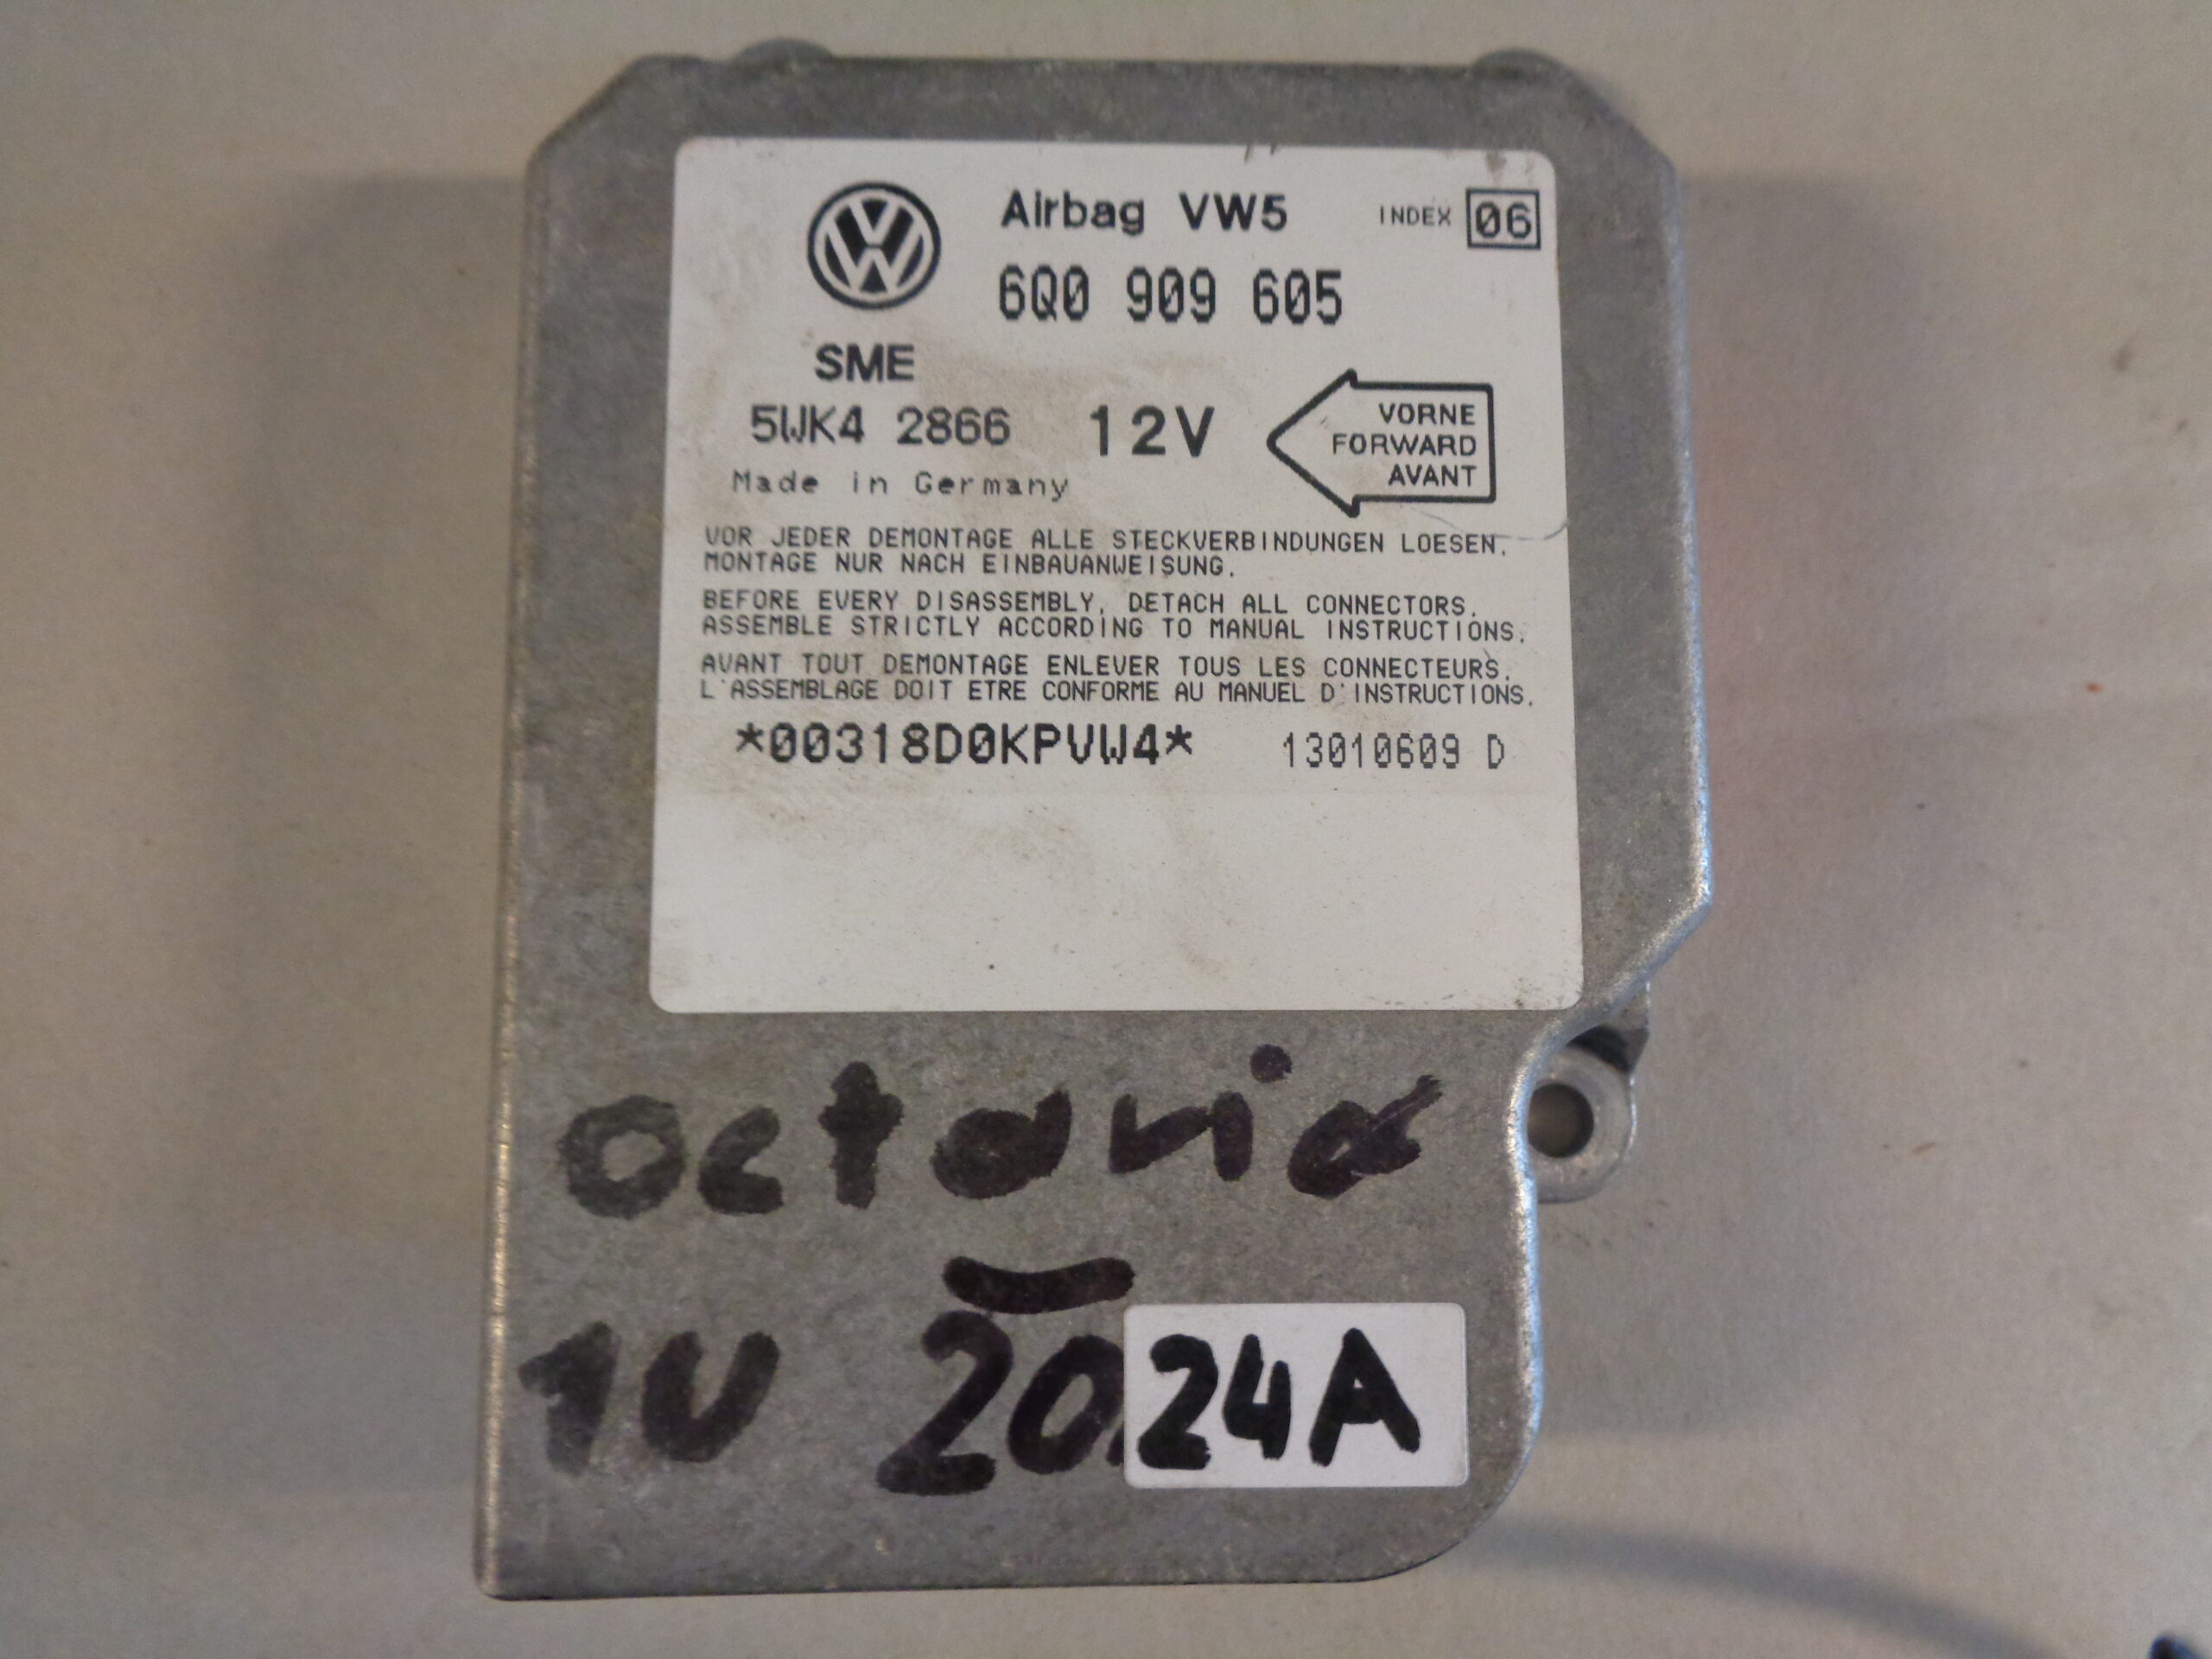 Airbag VW5 INDEX 06
6Q0 909 605
SME
5WK4 2866 12V
VORNE
FORWARD
AVANT
Made in Germany
VOR JEDER DEMONTAGE ALLE STECKVERBINDUNGEN LOESEN.
MONTAGE NUR NACH EINBAUANWEISUNG.
BEFORE EVERY DISASSEMBLY, DETACH ALL CONNECTORS.
ASSEMBLE STRICTLY ACCORDING TO MANUAL INSTRUCTIONS.
AVANT TOUT DEMONTAGE ENLEVER TOUS LES CONNECTEURS.
L'ASSEMBLAGE DOIT ETRE CONFORME AU MANUEL D'INSTRUCTIONS.
*00318D0KPVW4* 13010609 D
octavia
1U 20 24A